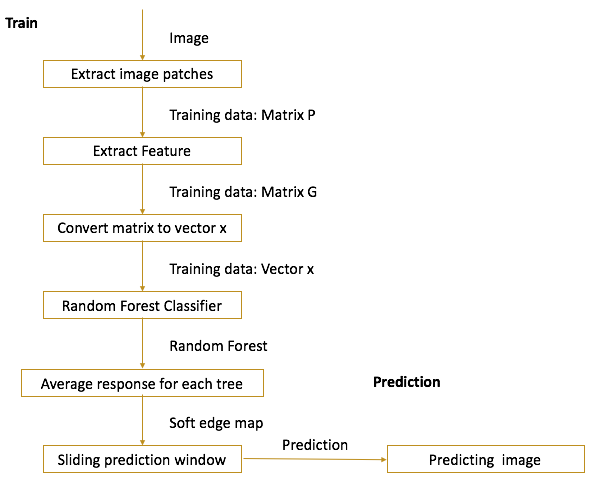 Train
Image
Extract image patches
Training data: Matrix P
Extract Feature
Training data: Matrix G
Convert matrix to vector x
Training data: Vector x
Random Forest Classifier
Random Forest
Average response for each tree
Prediction
Soft edge map
Sliding prediction window
Prediction
Predicting image